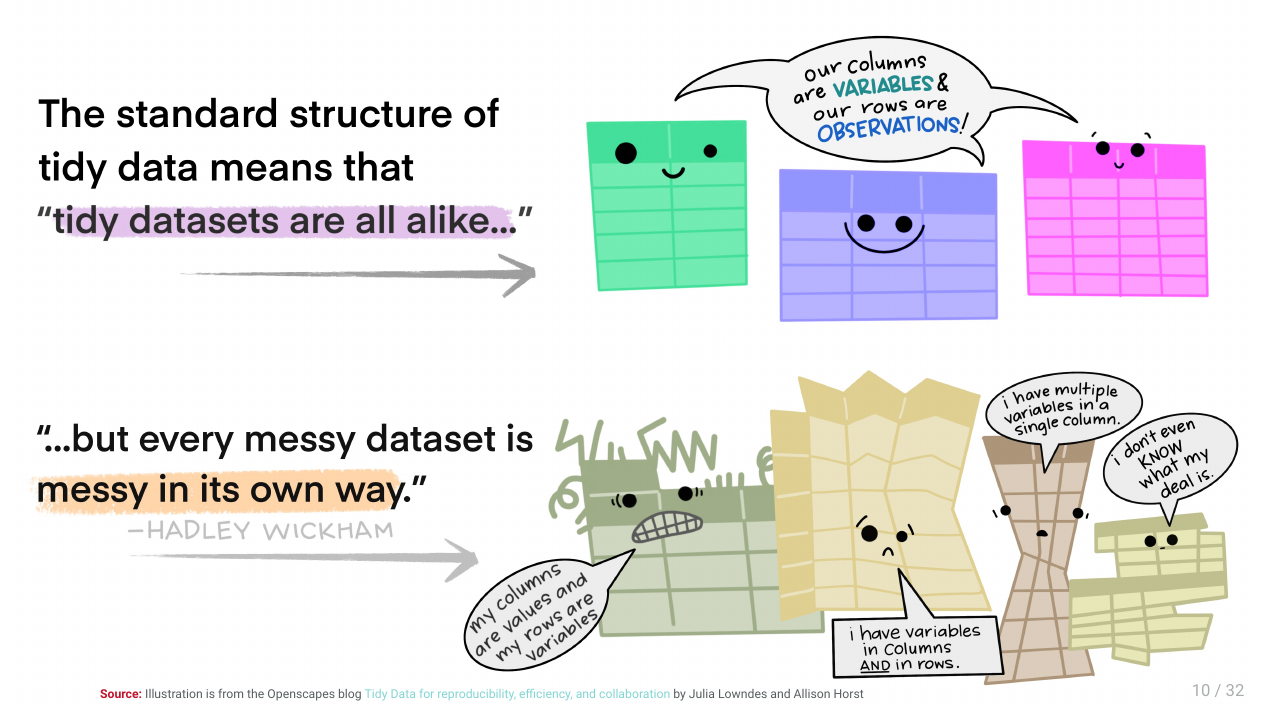 The standard structure of
tidy data means that
“tidy datasets are all alike...”
our columns
are VARIABLES &
our rows are
OBSERVATIONS!
“...but every messy dataset is
messy in its own way.”
–HADLEY WICKHAM
my columns
are values and
my rows are
variables
i have variables
in columns
AND in rows.
i have multiple
variables in a
single column.
i don't even
KNOW
what my
deal is.
Source: Illustration is from the Openscapes blog Tidy Data for reproducibility, efficiency, and collaboration by Julia Lowndes and Allison Horst
10 / 32